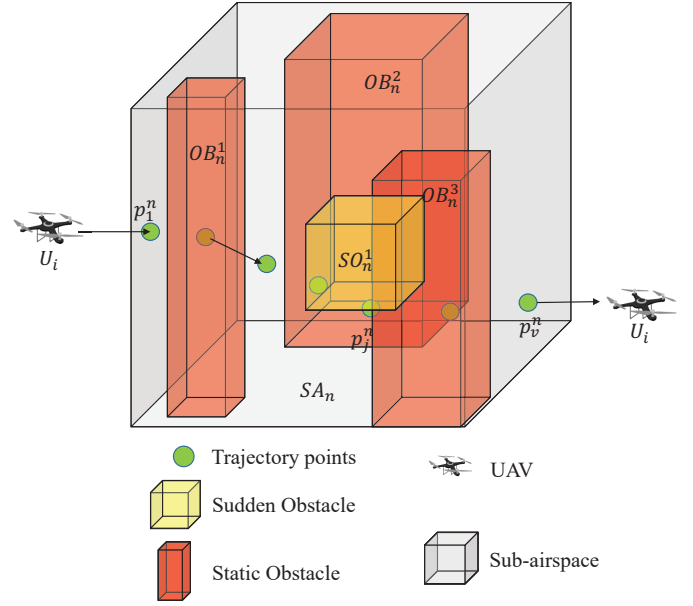 OB_n^2
OB_n^1
OB_n^3
p_1^n
U_i
SO_n^1
p_j^n
p_v^n
U_i
SA_n
Trajectory points
UAV
Sudden Obstacle
Sub-airspace
Static Obstacle